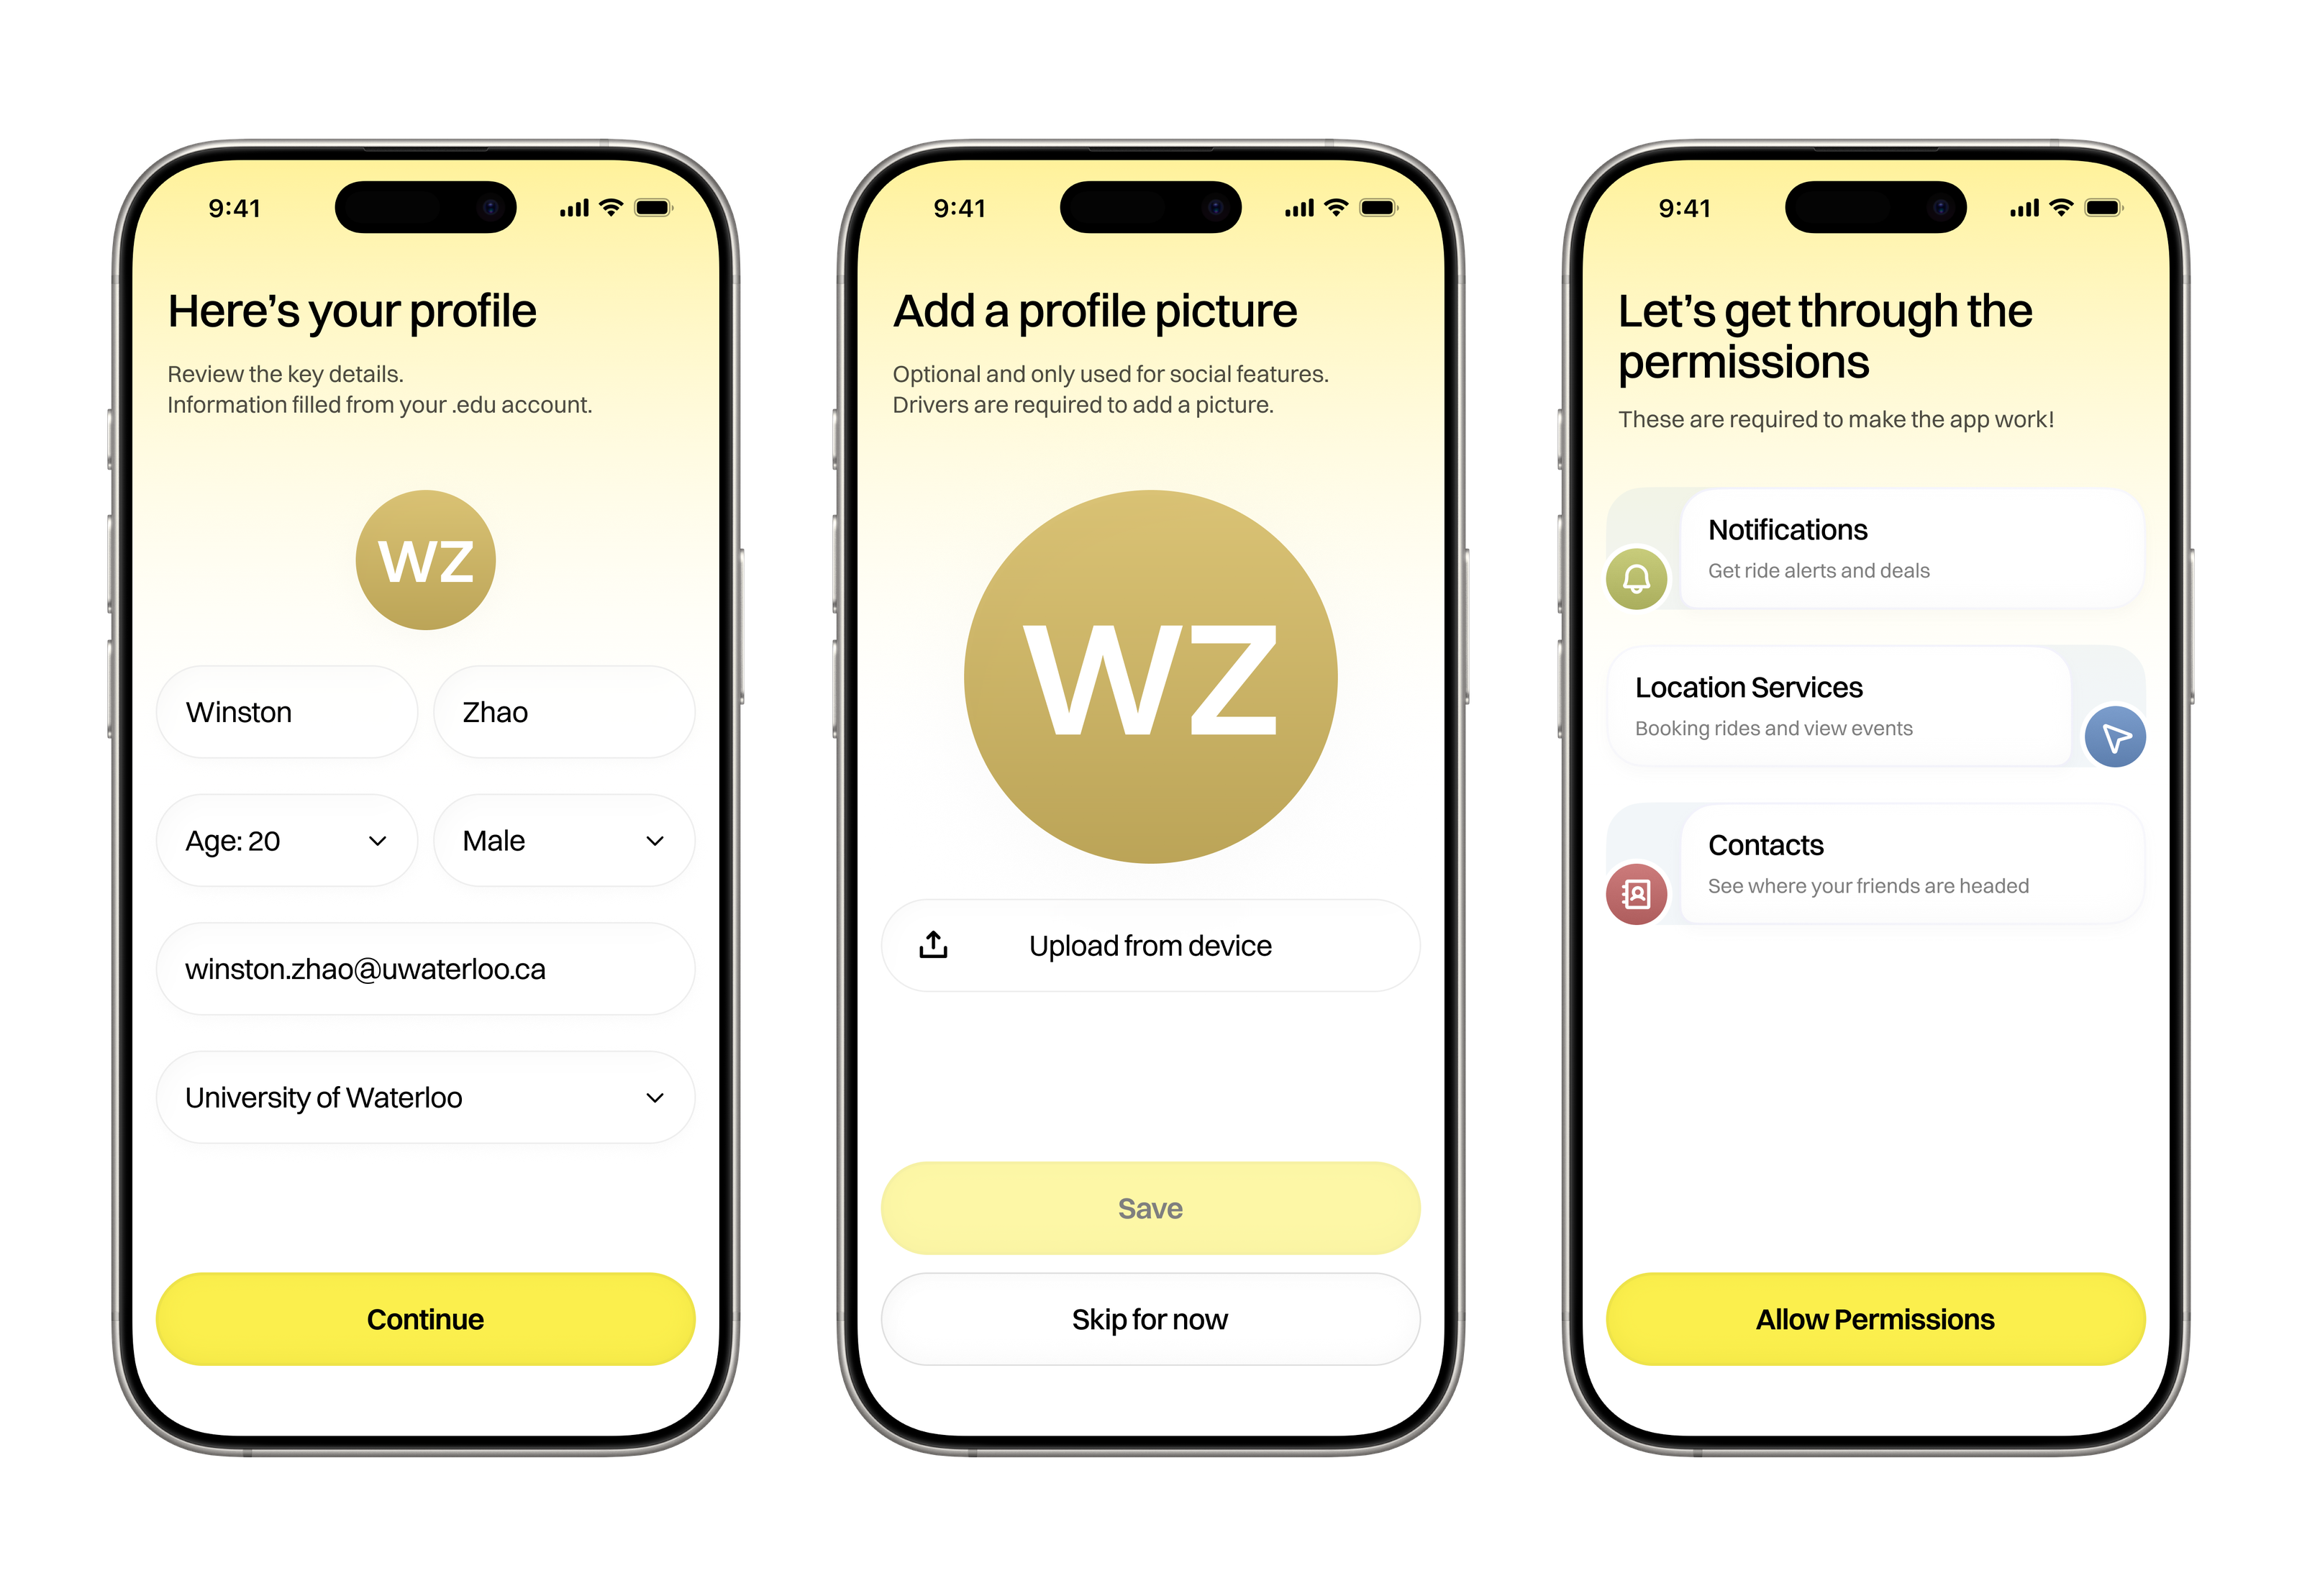 9:41
Here’s your profile
Review the key details.
Information filled from your .edu account.
WZ
Winston
Zhao
Age: 20
Male
winston.zhao@uwaterloo.ca
University of Waterloo
Continue
9:41
Add a profile picture
Optional and only used for social features.
Drivers are required to add a picture.
WZ
Upload from device
Save
Skip for now
9:41
Let’s get through the
permissions
These are required to make the app work!
Notifications
Get ride alerts and deals
Location Services
Booking rides and view events
Contacts
See where your friends are headed
Allow Permissions